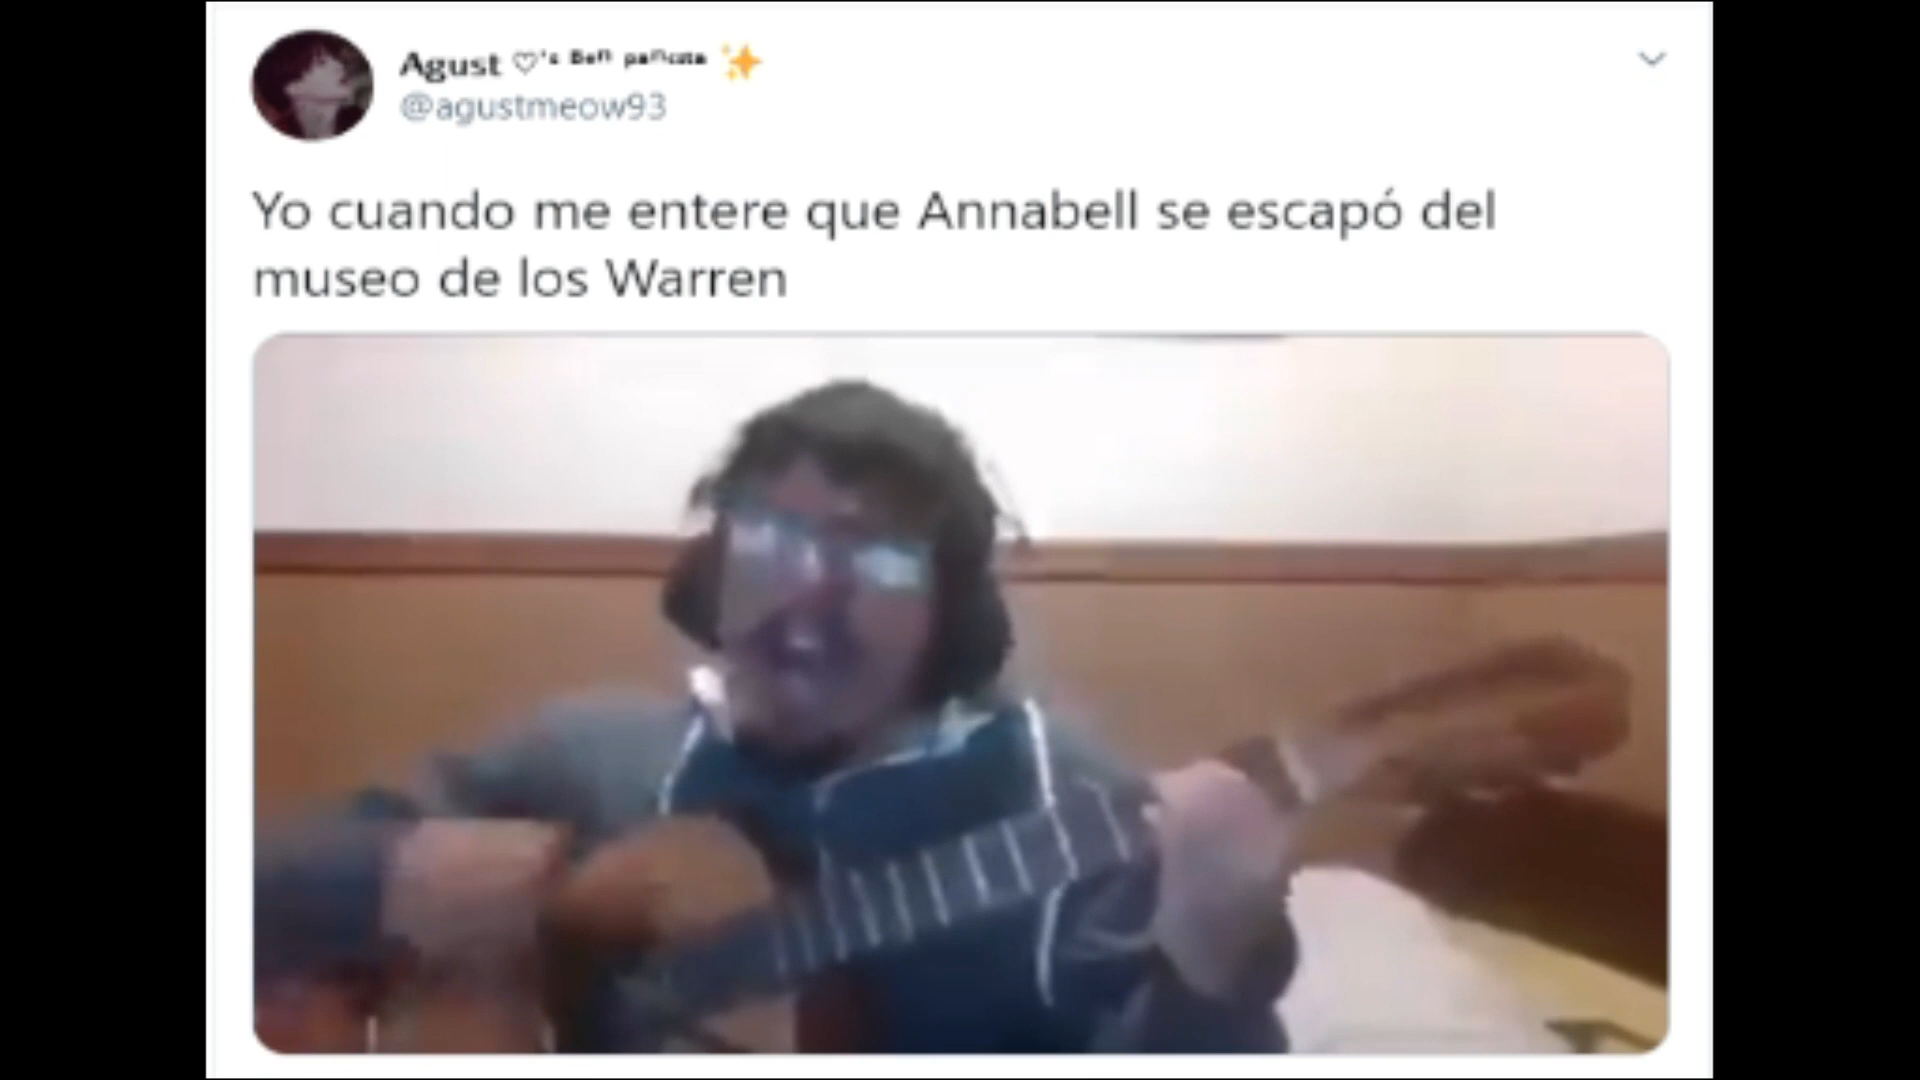 Agust ♡'s
@agustmeow93
Yo cuando me entere que Annabell se escapó del
museo de los Warren